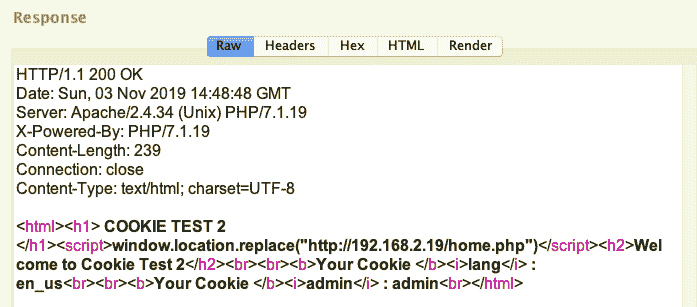 Response
Raw Headers Hex HTML Render
HTTP/1.1 200 OK
Date: Sun, 03 Nov 2019 14:48:48 GMT
Server: Apache/2.4.34 (Unix) PHP/7.1.19
X-Powered-By: PHP/7.1.19
Content-Length: 239
Connection: close
Content-Type: text/html; charset=UTF-8
<html><h1> COOKIE TEST 2
</h1><script>window.location.replace("http://192.168.2.19/home.php")</script><h2>Wel
come to Cookie Test 2</h2><br><br><b>Your Cookie </b><i>lang</i> :
en_us<br><br><b>Your Cookie </b><i>admin</i> : admin<br></html>